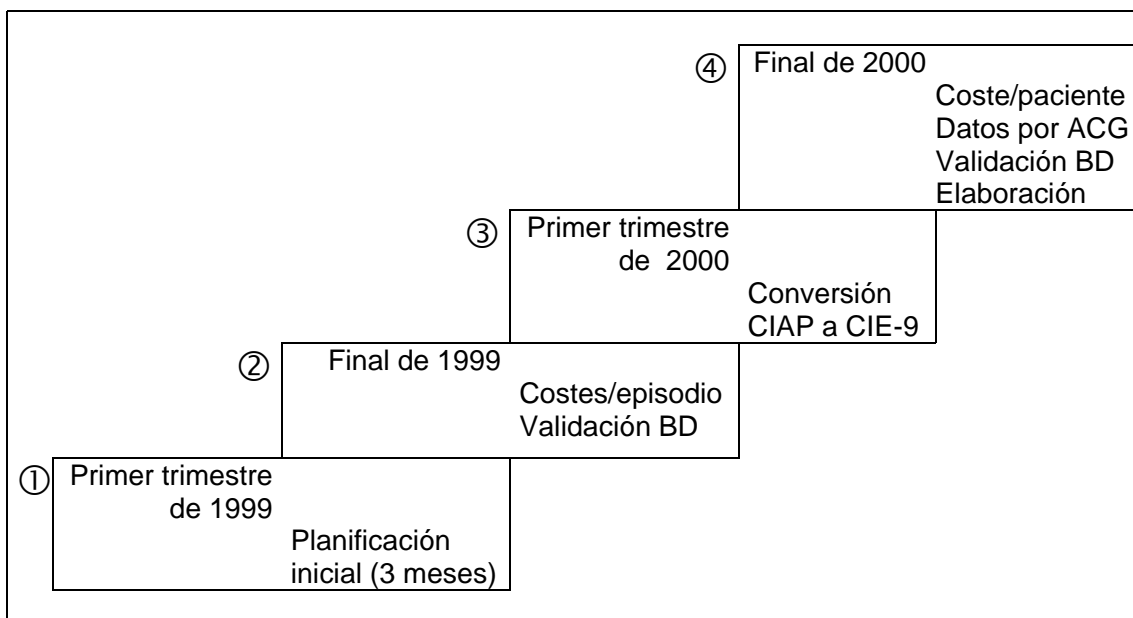 ④ Final de 2000
Coste/paciente
Datos por ACG
Validación BD
Elaboración
③ Primer trimestre
de 2000
Conversión
CIAP a CIE-9
② Final de 1999
Costes/episodio
Validación BD
① Primer trimestre
de 1999
Planificación
inicial (3 meses)